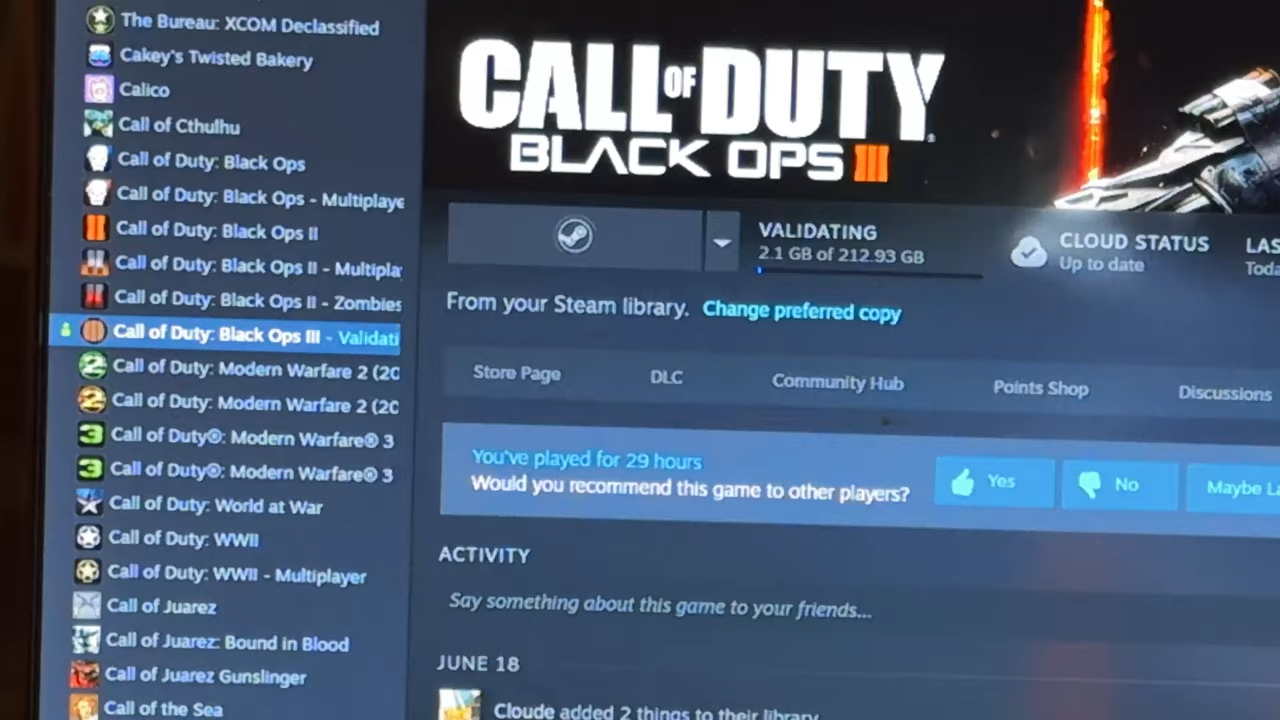 The Bureau: XCOM Declassified
Cakey's Twisted Bakery
Calico
Call of Cthulhu
Call of Duty: Black Ops
Call of Duty: Black Ops - Multiplaye
Call of Duty: Black Ops II
Call of Duty: Black Ops II - Multipla
Call of Duty: Black Ops II - Zombies
Call of Duty: Black Ops III - Validati
Call of Duty: Modern Warfare 2 (20
Call of Duty: Modern Warfare 2 (20
Call of Duty®: Modern Warfare® 3
Call of Duty®: Modern Warfare® 3
Call of Duty: World at War
Call of Duty: WWII
Call of Duty: WWII - Multiplayer
Call of Juarez
Call of Juarez: Bound in Blood
Call of Juarez Gunslinger
Call of the Sea
CALL OF DUTY
BLACK OPS III
VALIDATING
2.1 GB of 212.93 GB
CLOUD STATUS
Up to date
LAS
Toda
From your Steam library. Change preferred copy
Store Page DLC Community Hub Points Shop Discussions
You've played for 29 hours
Would you recommend this game to other players?
Yes No Maybe La
ACTIVITY
Say something about this game to your friends...
JUNE 18
Cloude added 2 things to their library